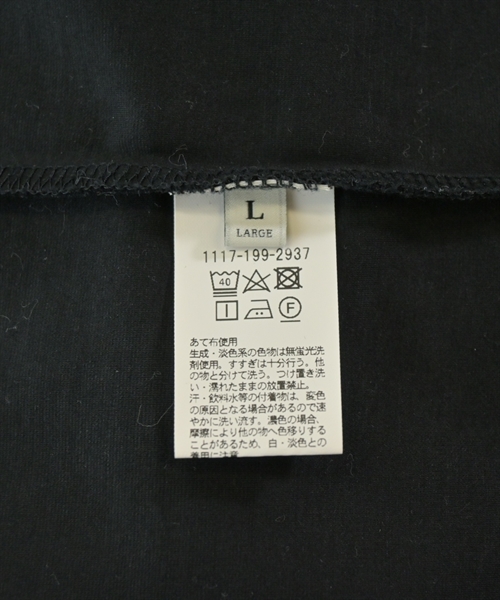 L
LARGE
1117-199-2937
40
F
あて布使用
生成・淡色系の色物は無蛍光洗
剤使用。すすぎは十分行う。他
の物と分けて洗う。つけ置き洗
い・濡れたままの放置禁止。
汗・飲料水等の付着物は、変色
の原因となる場合があるので速
やかに洗い流す。濃色の場合、
摩擦により他の物へ色移りする
ことがあるため、白・淡色との
着用に注意